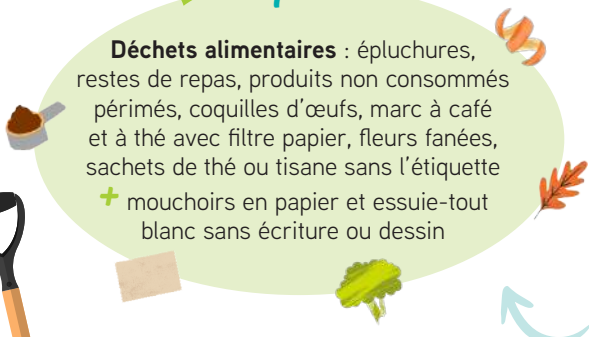 Déchets alimentaires : épluchures,
restes de repas, produits non consommés
périmés, coquilles d'œufs, marc à café
et à thé avec filtre papier, fleurs fanées,
sachets de thé ou tisane sans l'étiquette
+ mouchoirs en papier et essuie-tout
blanc sans écriture ou dessin